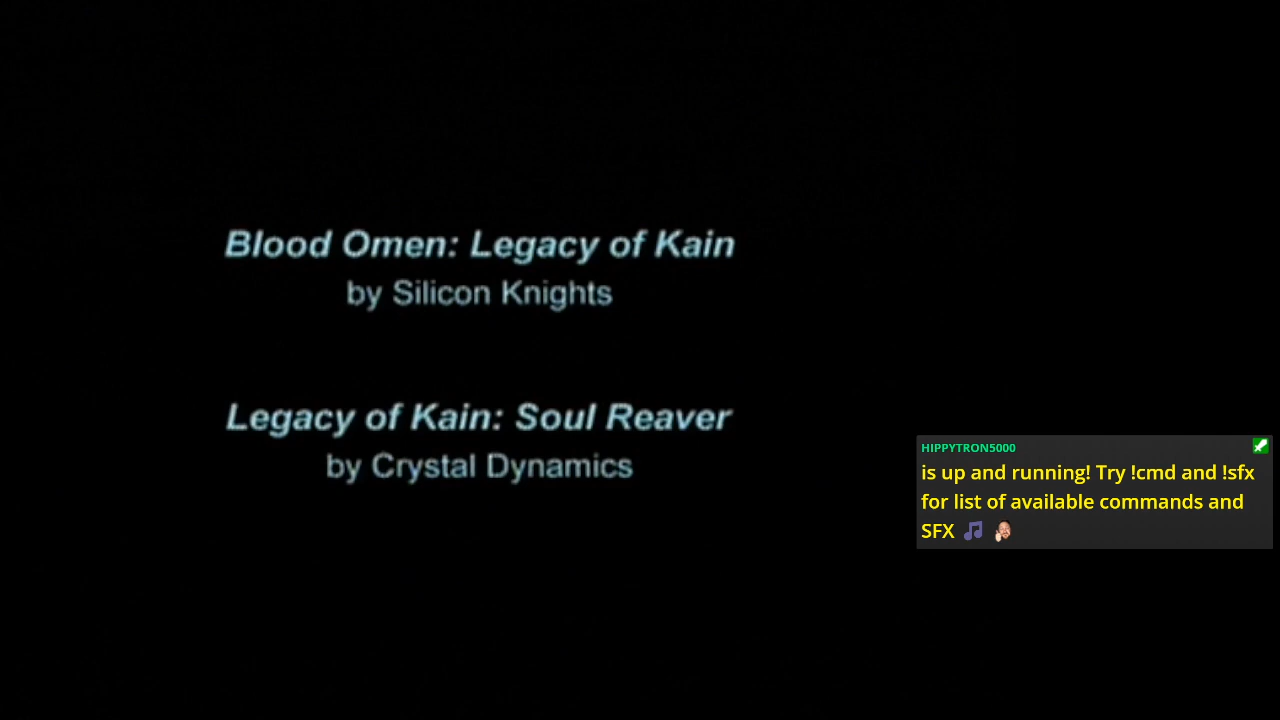 Blood Omen: Legacy of Kain
by Silicon Knights
Legacy of Kain: Soul Reaver
by Crystal Dynamics
HIPPYTRON5000
is up and running! Try !cmd and !sfx
for list of available commands and
SFX